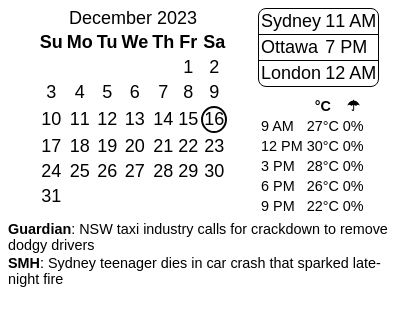 December 2023
Su Mo Tu We Th Fr Sa
1 2
3 4 5 6 7 8 9
10 11 12 13 14 15 16
17 18 19 20 21 22 23
24 25 26 27 28 29 30
31
Sydney 11 AM
Ottawa 7 PM
London 12 AM
°C ☂
9 AM 27°C 0%
12 PM 30°C 0%
3 PM 28°C 0%
6 PM 26°C 0%
9 PM 22°C 0%
Guardian: NSW taxi industry calls for crackdown to remove
dodgy drivers
SMH: Sydney teenager dies in car crash that sparked late-
night fire